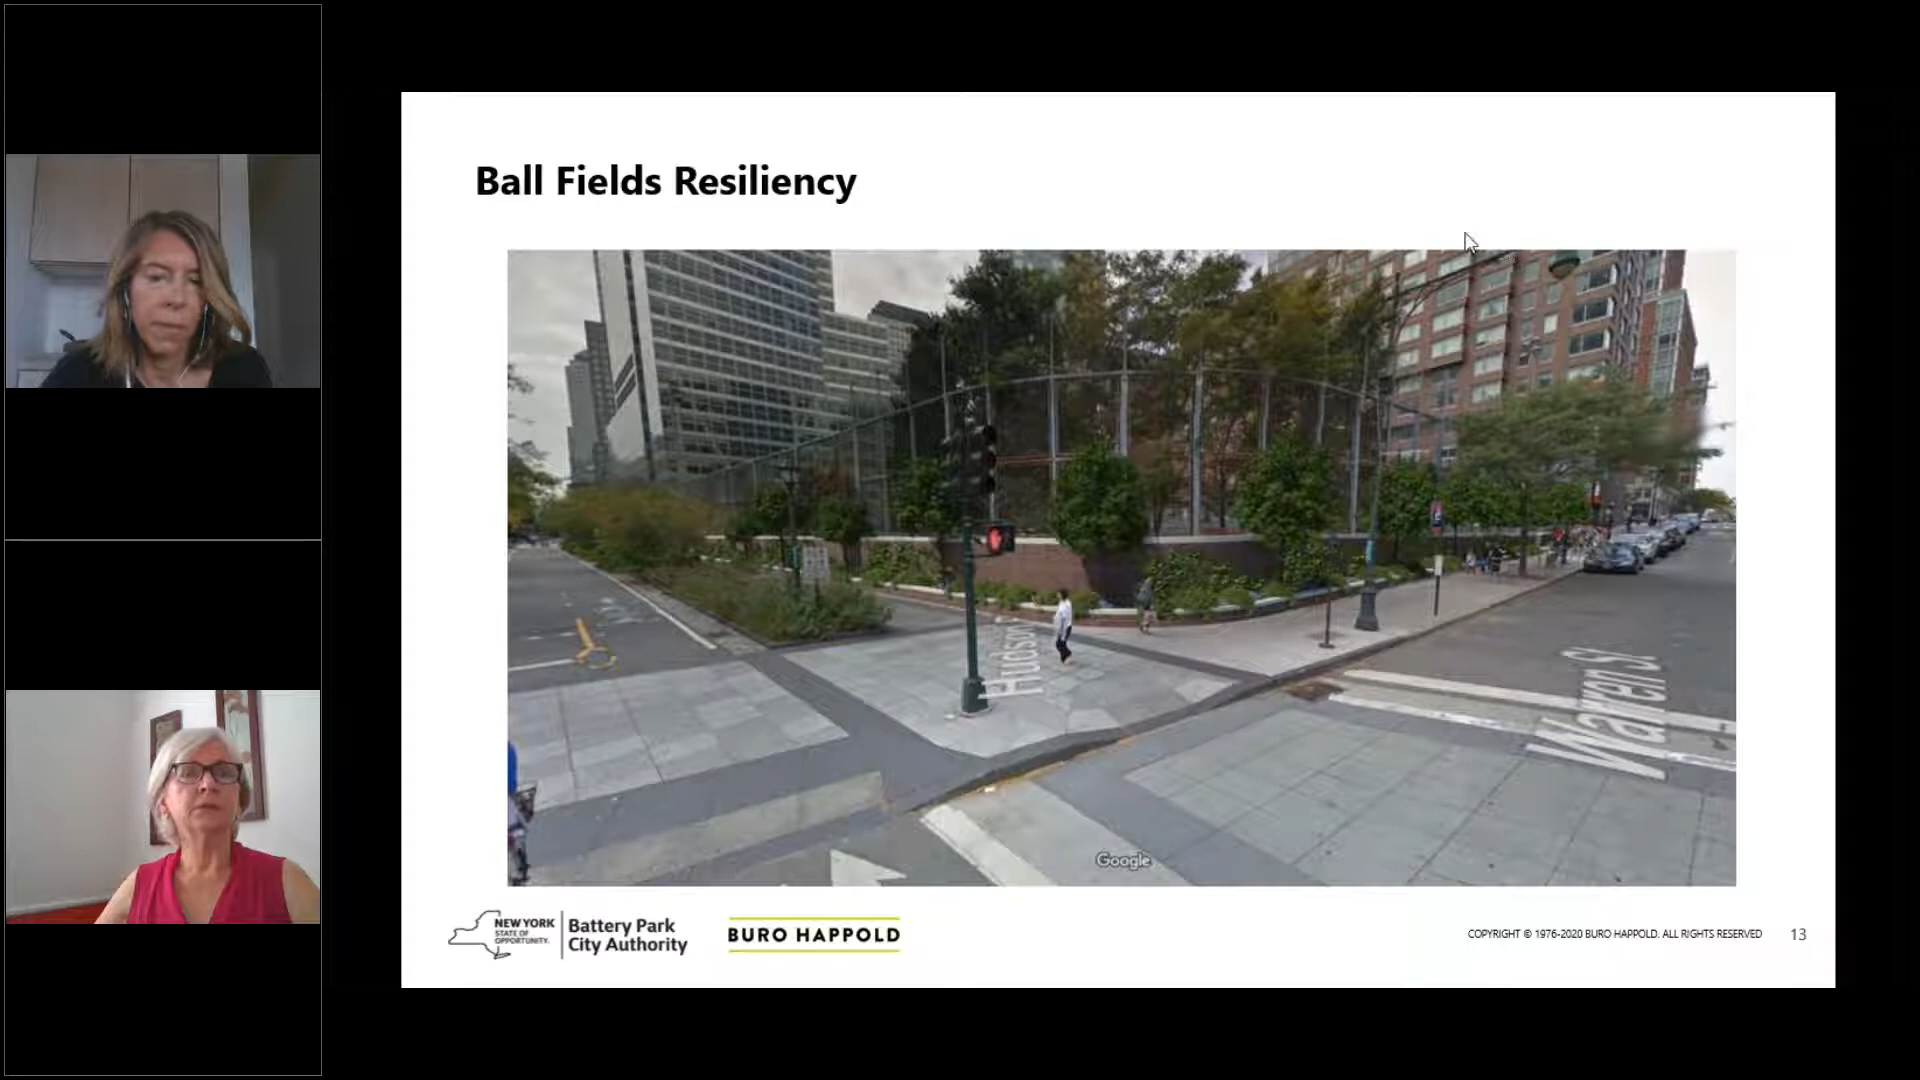 Ball Fields Resiliency
Hudson
Warren St
Google
NEW YORK
STATE OF
OPPORTUNITY.
Battery Park
City Authority
BURO HAPPOLD
COPYRIGHT © 1976-2020 BURO HAPPOLD. ALL RIGHTS RESERVED
13